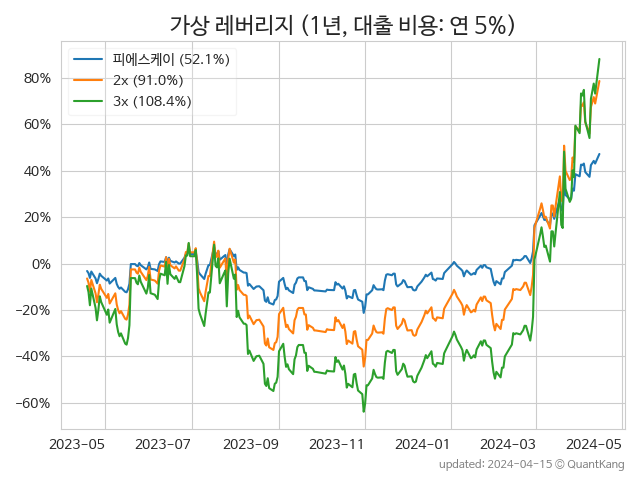 가상 레버리지 (1년, 대출 비용: 연 5%)
피에스케이 (52.1%)
2x (91.0%)
3x (108.4%)
80%
60%
40%
20%
0%
−20%
−40%
−60%
2023-05 2023-07 2023-09 2023-11 2024-01 2024-03 2024-05
updated: 2024-04-15 © QuantKang